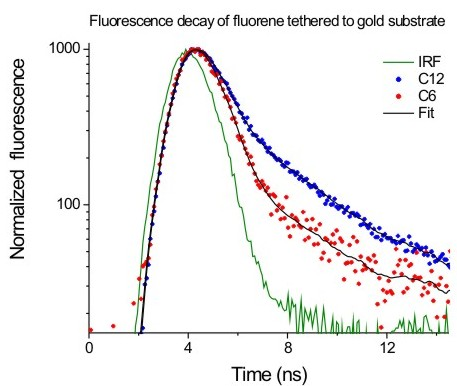 Fluorescence decay of fluorene tethered to gold substrate
1000
100
Normalized fluorescence
IRF
C12
C6
Fit
0 4 8 12
Time (ns)